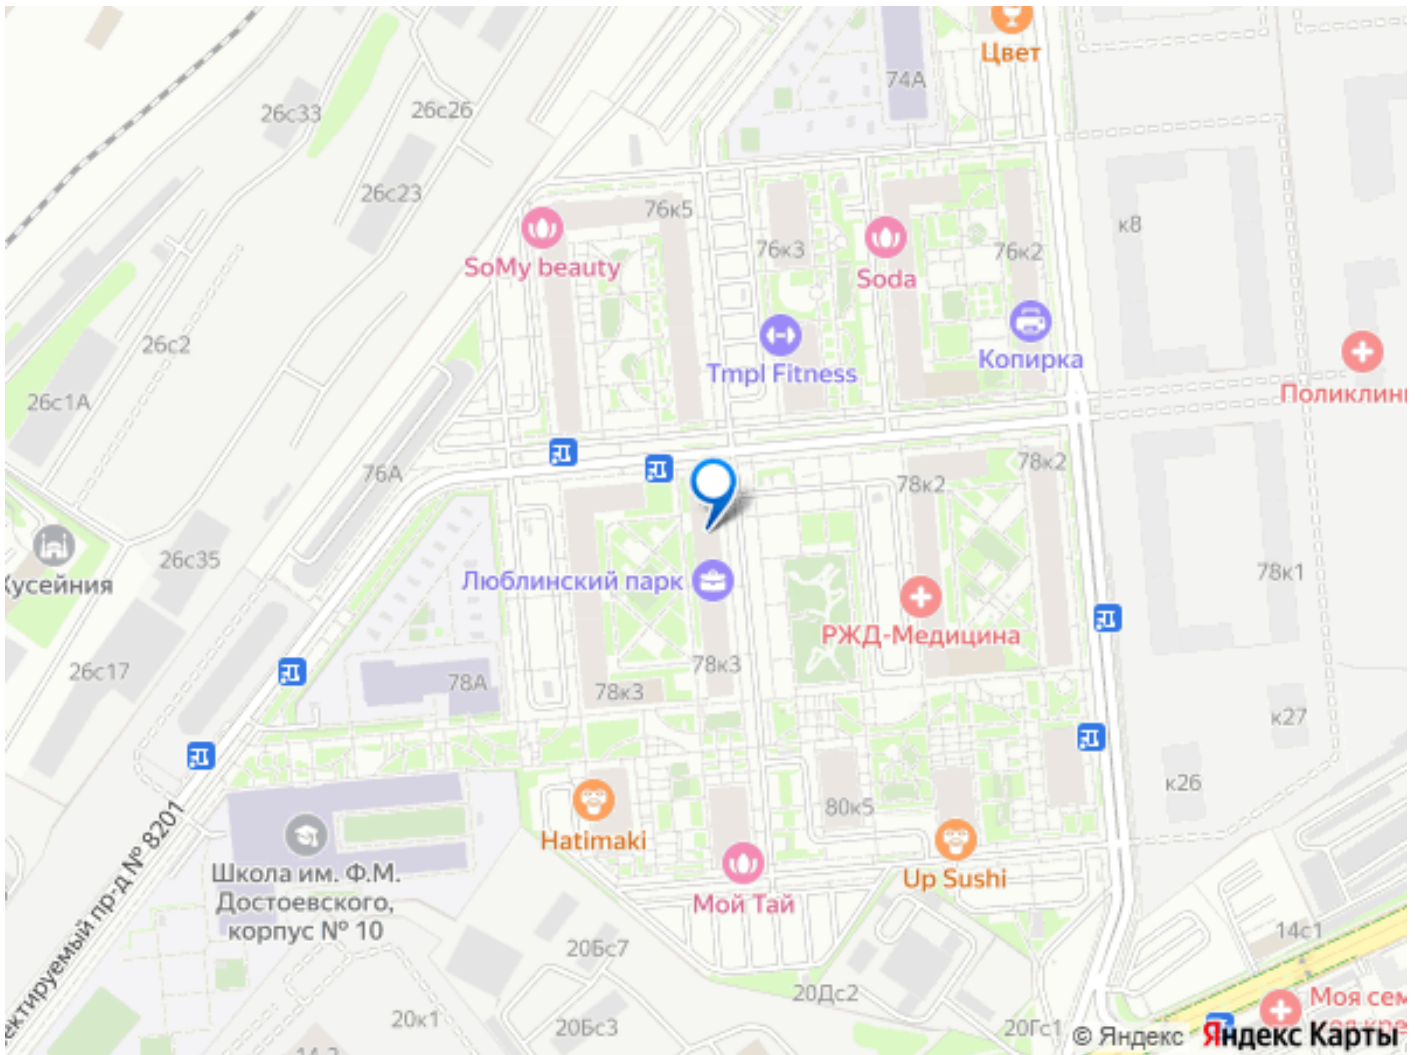 Цвет
74А
26с33
26с26
26с23
76к5
к8
76к3
76к2
SoMy beauty
Soda
26с2
Tmpl Fitness
Копирка
26с1А
76А
78к2
78к2
26с35
78к1
Люблинский парк
РЖД-Медицина
26с17
78А
78к3
78к3
к27
к26
80к5
Hatimaki
Up Sushi
Школа им. Ф.М.
Достоевского,
корпус № 10
Мой Тай
14с1
20Бс7
20Дс2
20к1
20Бс3
20Гс1
© Яндекс Яндекс Карты